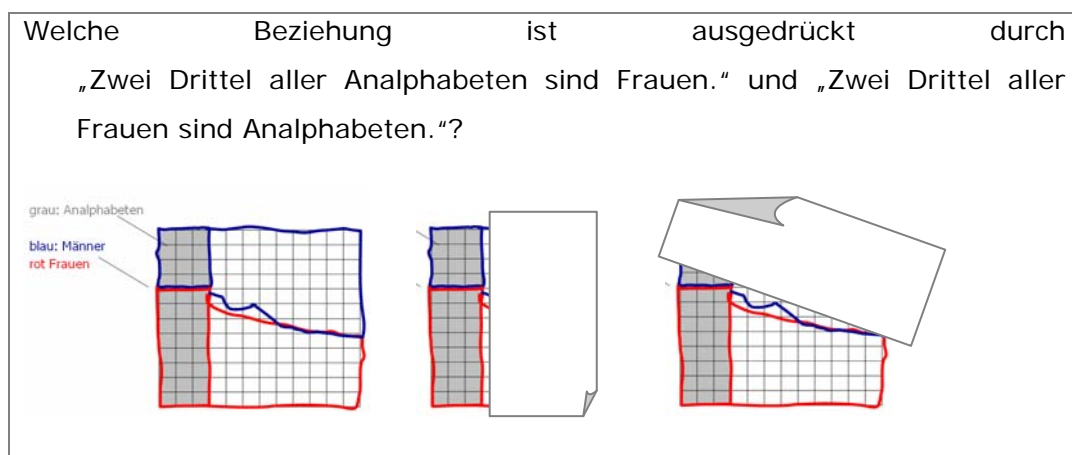 Welche Beziehung ist ausgedrückt durch
„Zwei Drittel aller Analphabeten sind Frauen.“ und „Zwei Drittel aller
Frauen sind Analphabeten.“?
grau: Analphabeten
blau: Männer
rot Frauen